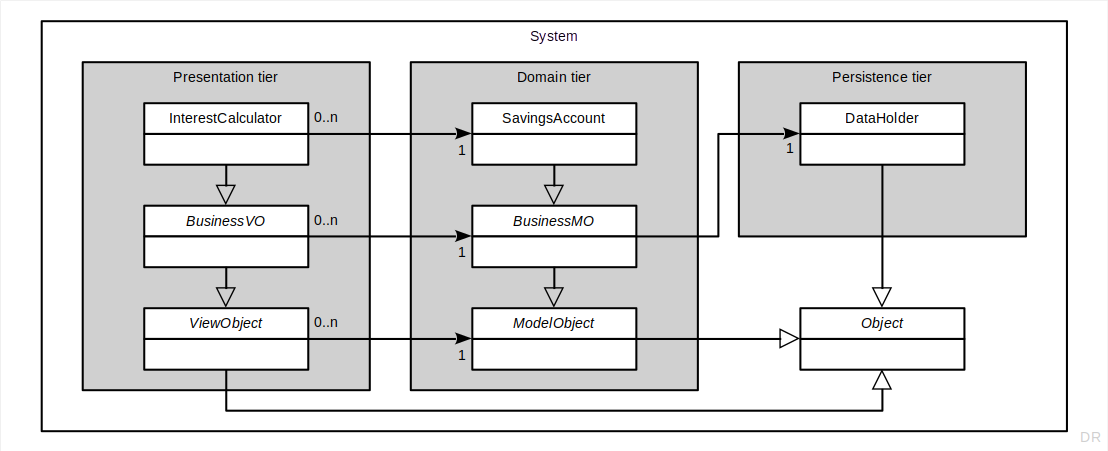 System
Presentation tier
Domain tier
Persistence tier
InterestCalculator
0..n
1
SavingsAccount
1
DataHolder
BusinessVO
0..n
1
BusinessMO
ViewObject
0..n
1
ModelObject
Object
DR